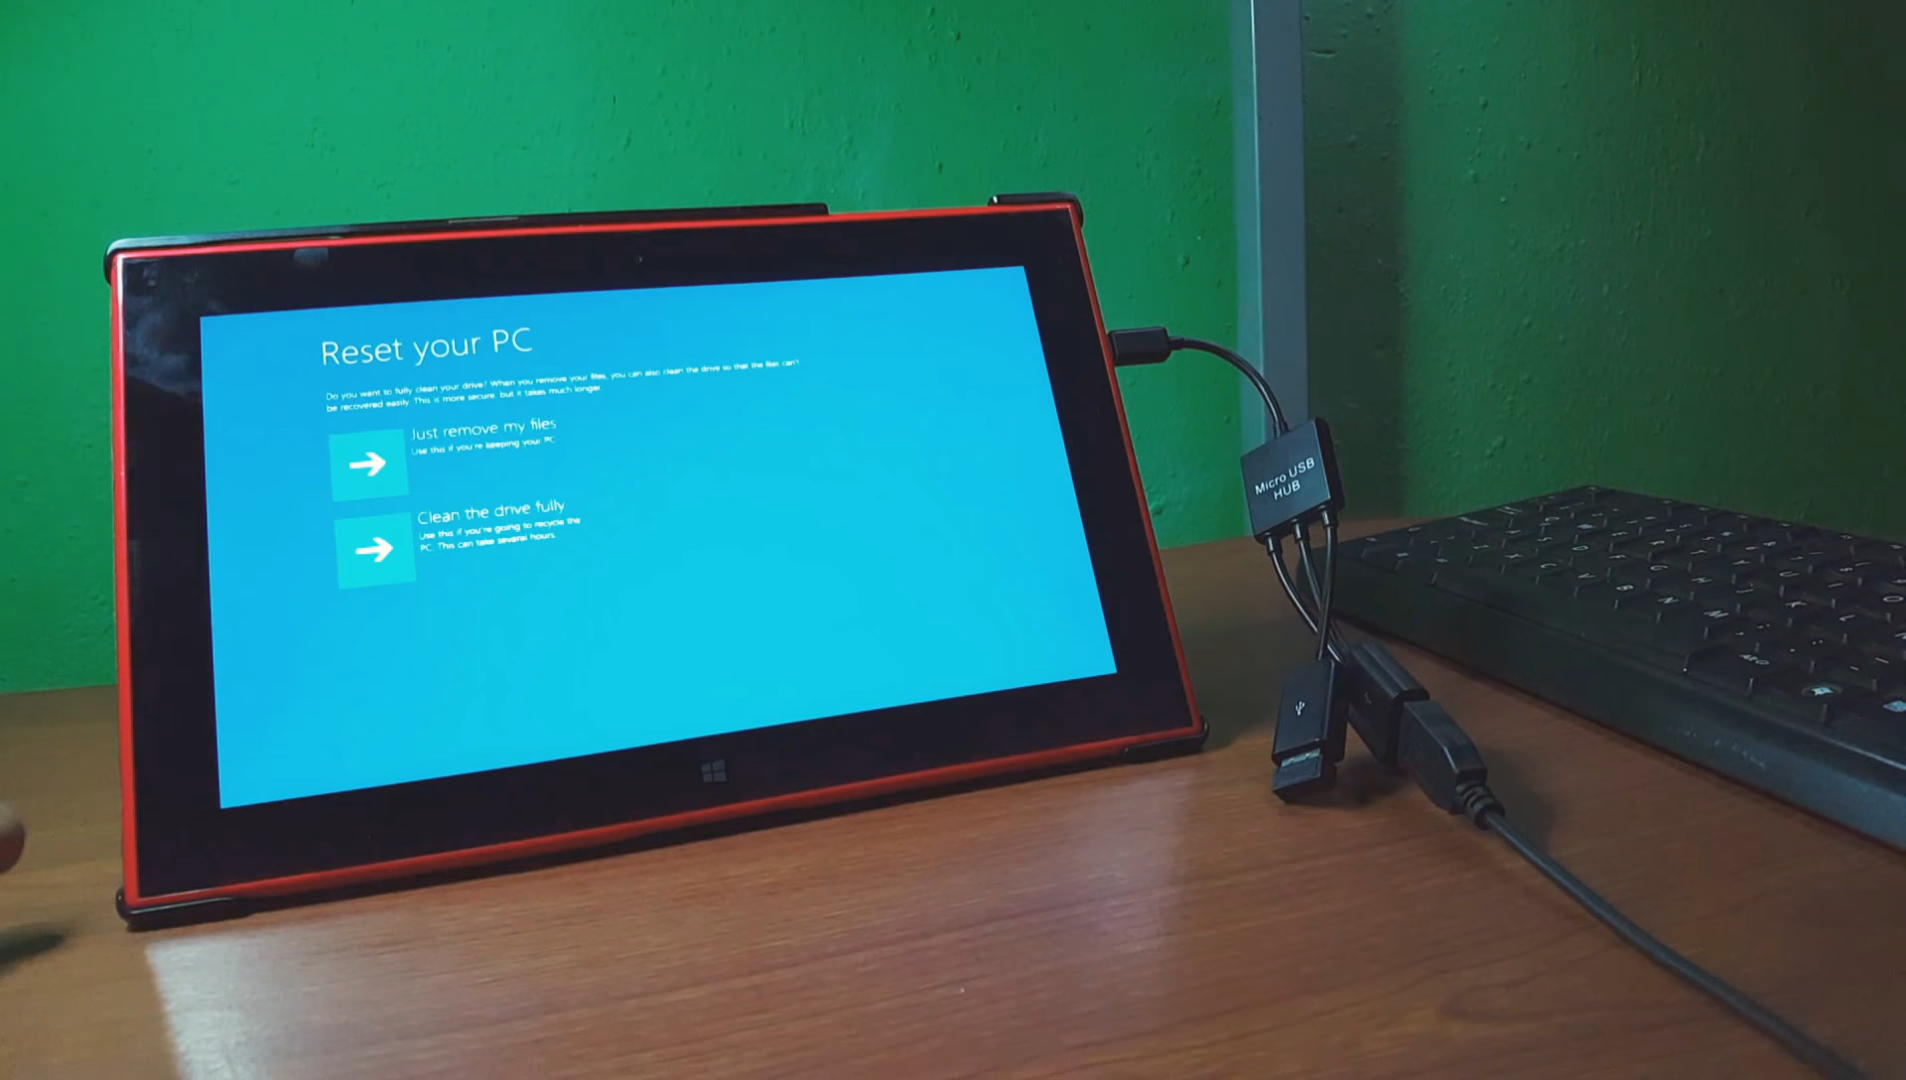 Reset your PC
Do you want to fully clean your drive? When you remove your files, you can also clean the drive so that the files can't
be recovered easily. This is more secure, but it takes much longer.
Just remove my files
Use this if you're keeping your PC.
Clean the drive fully
Use this if you're going to recycle the
PC. This can take several hours.
Micro USB
HUB